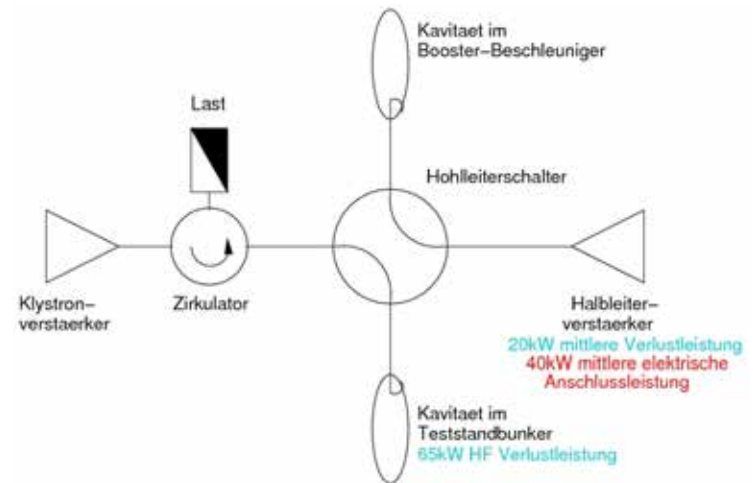 Kavitaet im
Booster-Beschleuniger
Last
Hohlleiterschalter
Klystron-
verstaerker
Zirkulator
Halbleiter-
verstaerker
20kW mittlere Verlustleistung
40kW mittlere elektrische
Anschlussleistung
Kavitaet im
Teststandbunker
65kW HF Verlustleistung